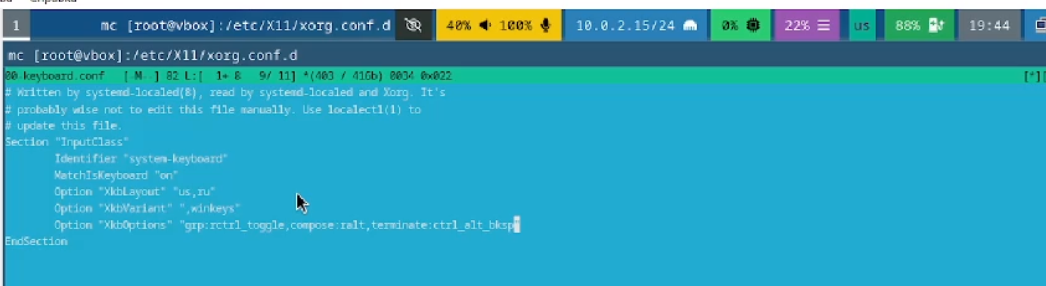 1 mc [root@vbox]:/etc/X11/xorg.conf.d 40% 100% 10.0.2.15/24 0% 22% us 88% 19:44
mc [root@vbox]:/etc/X11/xorg.conf.d
00-keyboard.conf [-M--] 82 L:[ 1+ 8 9/ 11] *(403 / 416b) 0034 0x022 [*][
# Written by systemd-localed(8), read by systemd-localed and Xorg. It's
# probably wise not to edit this file manually. Use localectl(1) to
# update this file.
Section "InputClass"
Identifier "system-keyboard"
MatchIsKeyboard "on"
Option "XkbLayout" "us,ru"
Option "XkbVariant" ",winkeys"
Option "XkbOptions" "grp:rctrl_toggle,compose:ralt,terminate:ctrl_alt_bksp"
EndSection